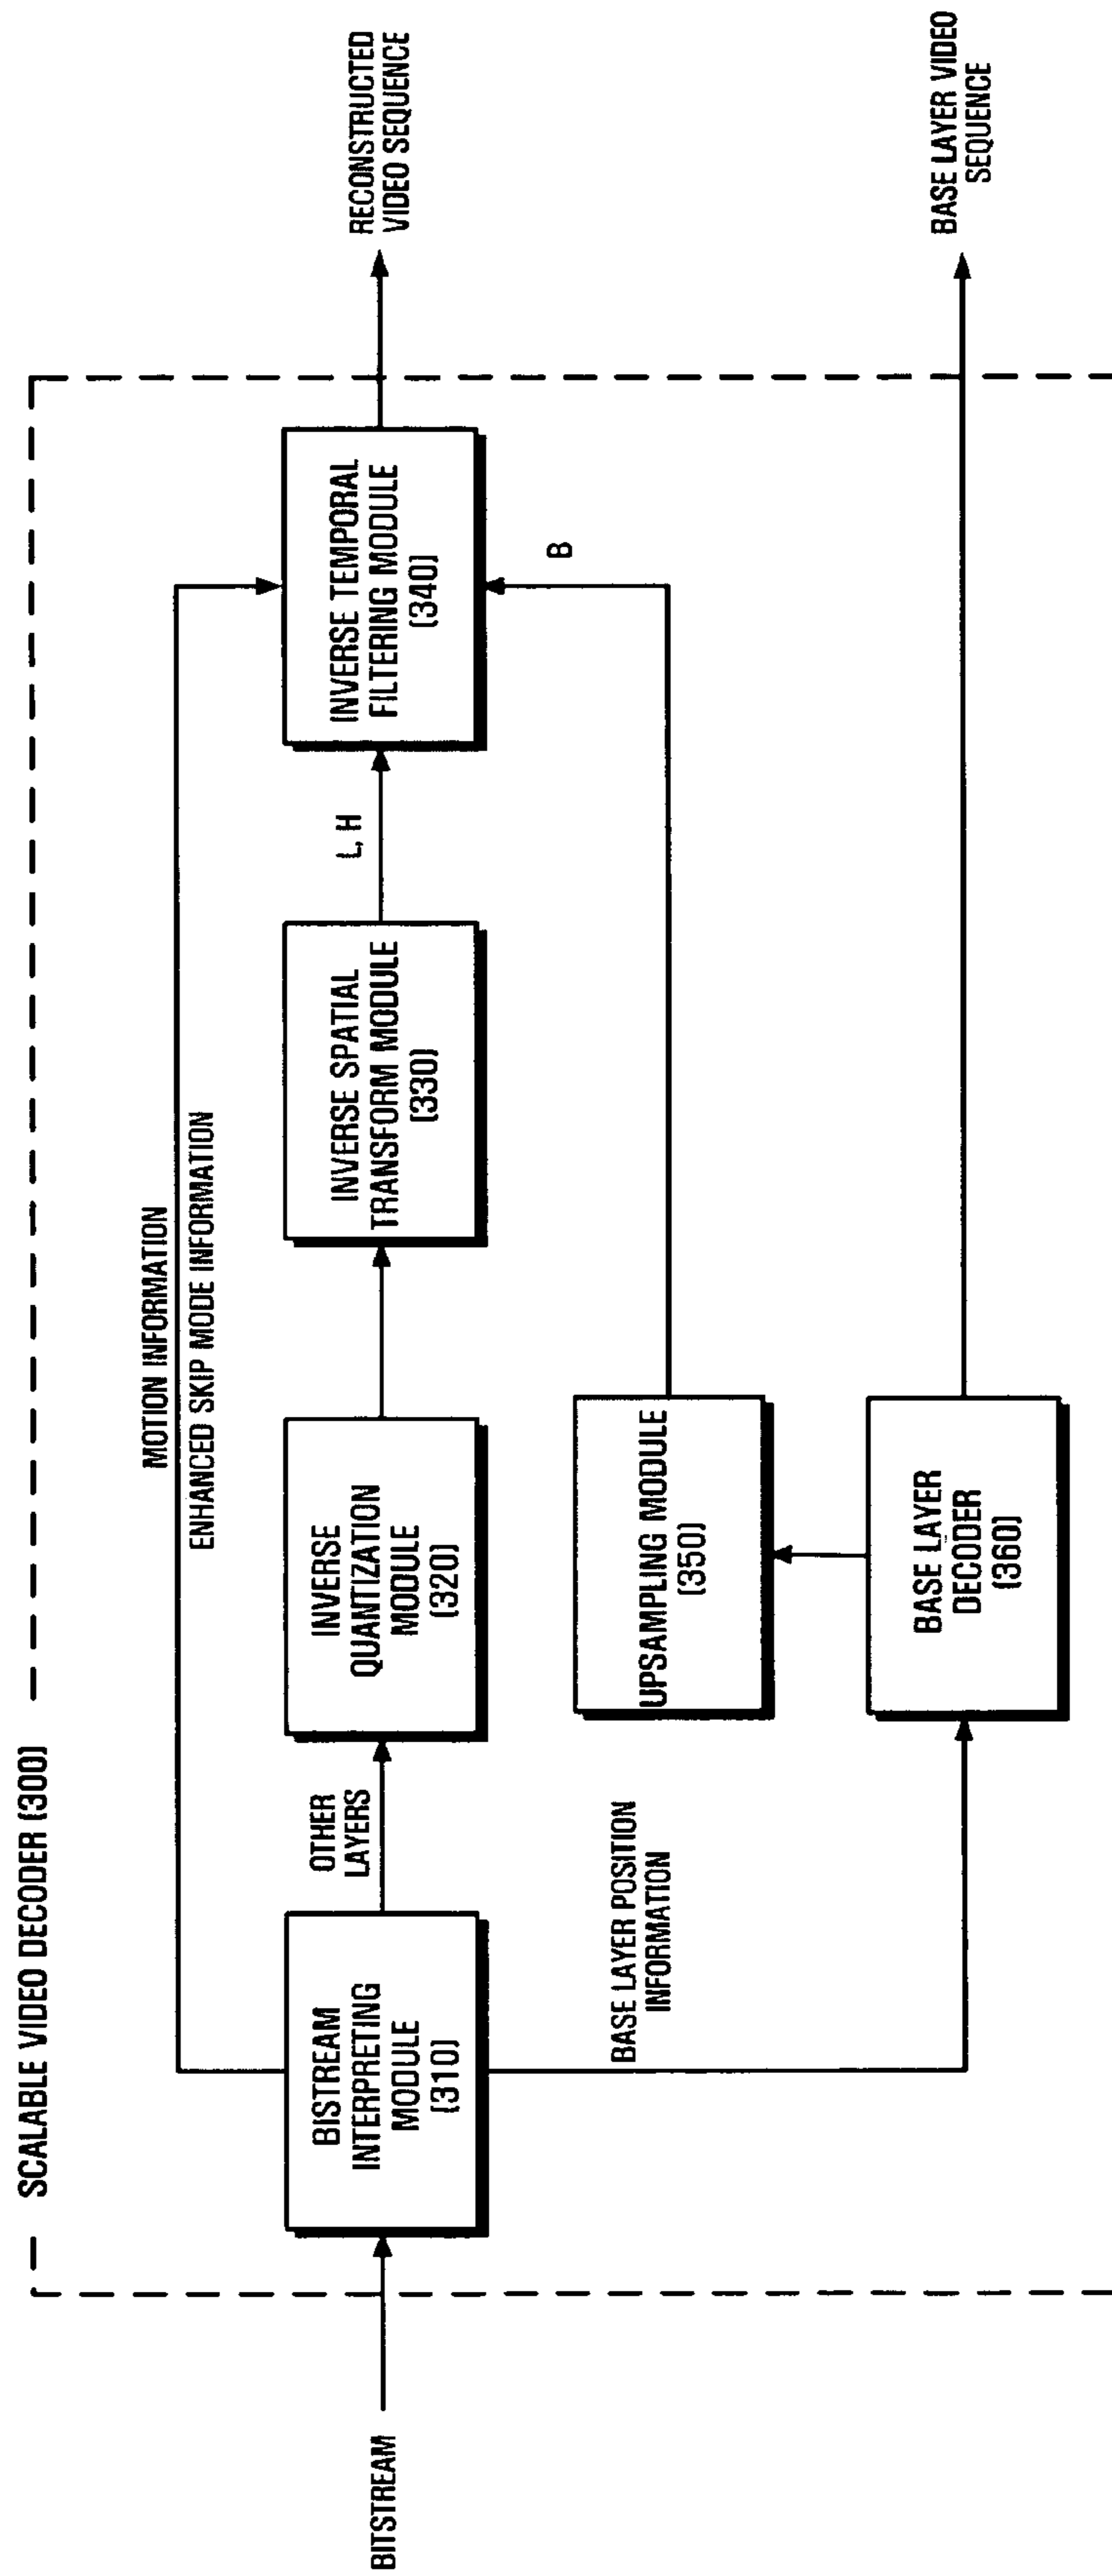 SCALABLE VIDEO DECODER (300)
MOTION INFORMATION
ENHANCED SKIP MODE INFORMATION
BITSTREAM
BISTREAM
INTERPRETING
MODULE
(310)
OTHER
LAYERS
INVERSE
QUANTIZATION
MODULE
(320)
INVERSE SPATIAL
TRANSFORM MODULE
(330)
L, H
INVERSE TEMPORAL
FILTERING MODULE
(340)
RECONSTRUCTED
VIDEO SEQUENCE
B
UPSAMPLING MODULE
(350)
BASE LAYER POSITION
INFORMATION
BASE LAYER
DECODER
(360)
BASE LAYER VIDEO
SEQUENCE